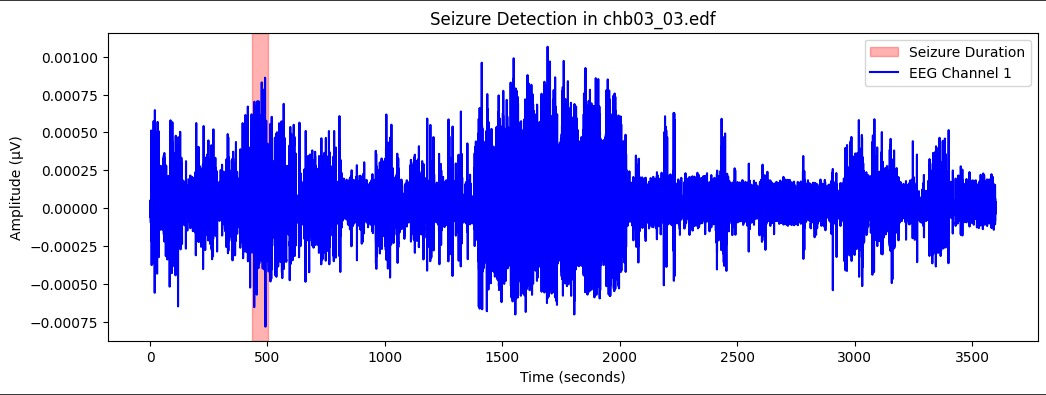 Seizure Detection in chb03_03.edf
Seizure Duration
EEG Channel 1
Amplitude (µV)
0.00100
0.00075
0.00050
0.00025
0.00000
−0.00025
−0.00050
−0.00075
0 500 1000 1500 2000 2500 3000 3500
Time (seconds)